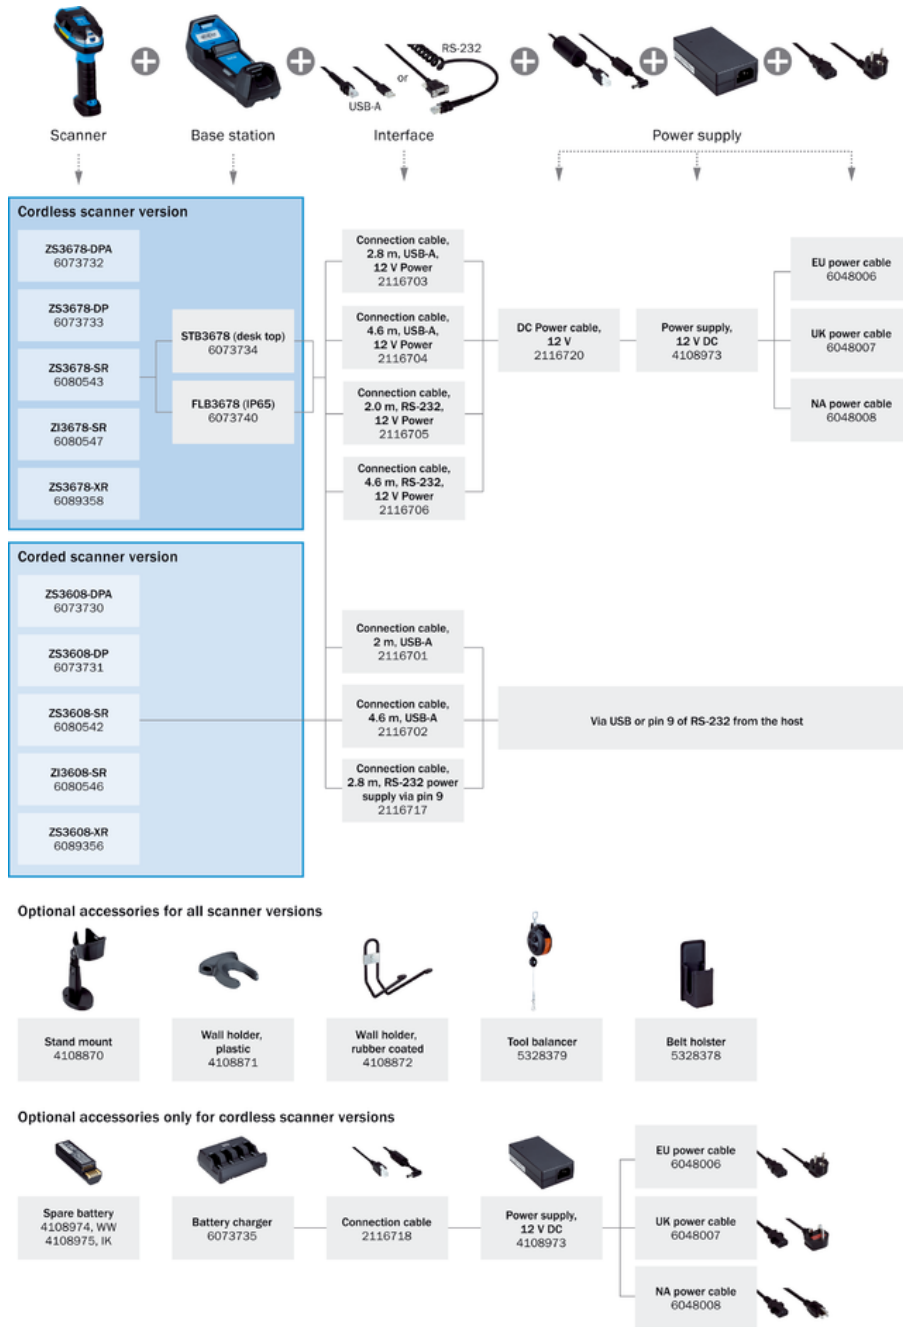 RS-232
or
USB-A
Scanner
Base station
Interface
Power supply
Cordless scanner version
ZS3678-DPA
6073732
ZS3678-DP
6073733
ZS3678-SR
6080543
ZI3678-SR
6080547
ZS3678-XR
6089358
STB3678 (desk top)
6073734
FLB3678 (IP65)
6073740
Connection cable,
2.8 m, USB-A,
12 V Power
2116703
Connection cable,
4.6 m, USB-A,
12 V Power
2116704
Connection cable,
2.0 m, RS-232,
12 V Power
2116705
Connection cable,
4.6 m, RS-232,
12 V Power
2116706
DC Power cable,
12 V
2116720
Power supply,
12 V DC
4108973
EU power cable
6048006
UK power cable
6048007
NA power cable
6048008
Corded scanner version
ZS3608-DPA
6073730
ZS3608-DP
6073731
ZS3608-SR
6080542
ZI3608-SR
6080546
ZS3608-XR
6089356
Connection cable,
2 m, USB-A
2116701
Connection cable,
4.6 m, USB-A
2116702
Connection cable,
2.8 m, RS-232 power
supply via pin 9
2116717
Via USB or pin 9 of RS-232 from the host
Optional accessories for all scanner versions
Stand mount
4108870
Wall holder,
plastic
4108871
Wall holder,
rubber coated
4108872
Tool balancer
5328379
Belt holster
5328378
Optional accessories only for cordless scanner versions
Spare battery
4108974, WW
4108975, IK
Battery charger
6073735
Connection cable
2116718
Power supply,
12 V DC
4108973
EU power cable
6048006
UK power cable
6048007
NA power cable
6048008